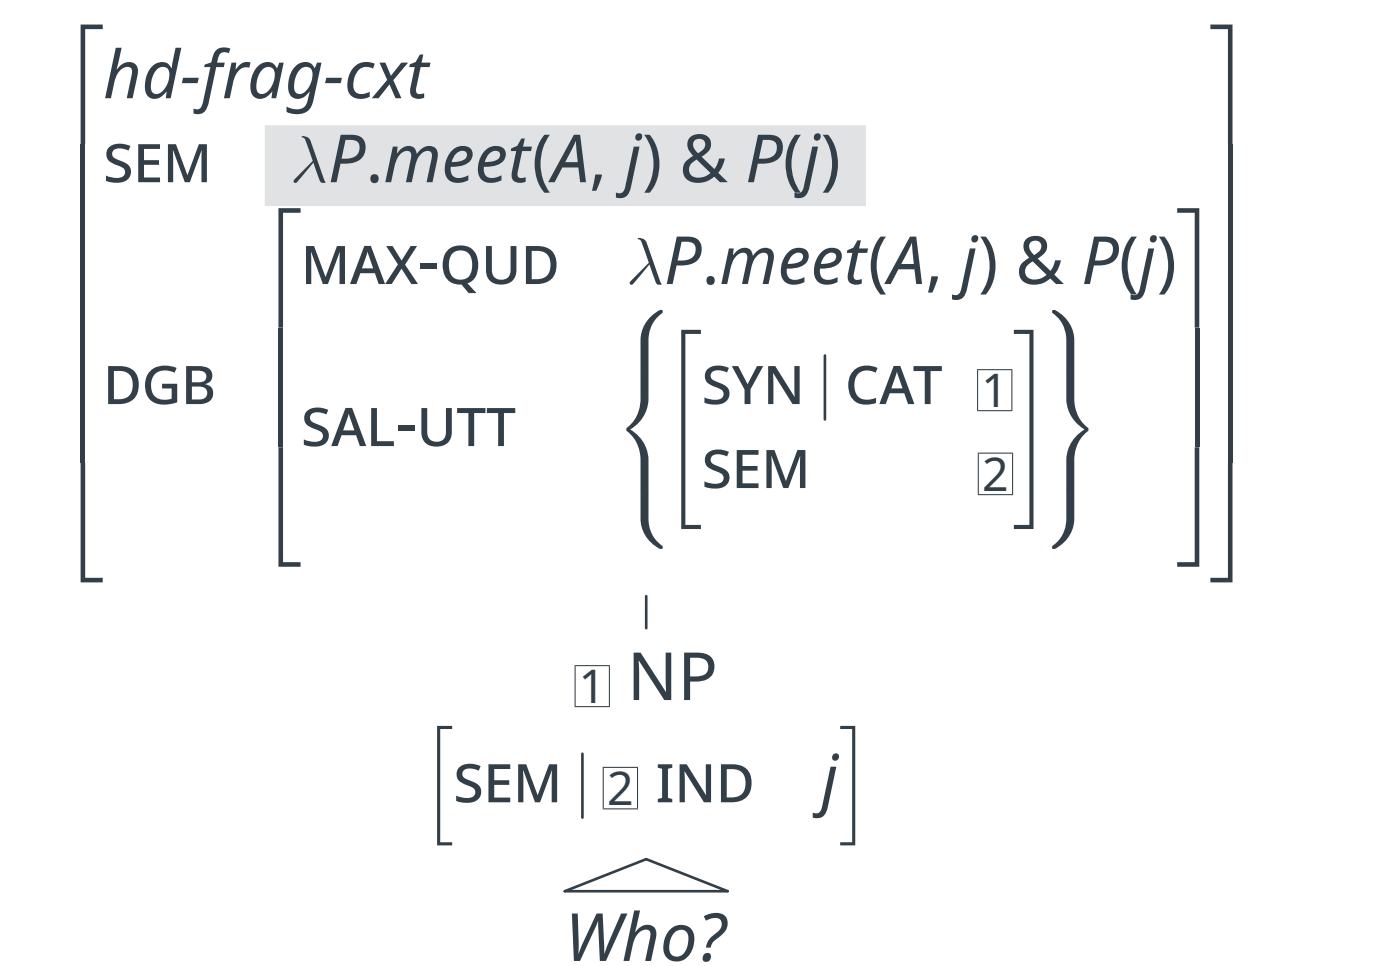 hd-frag-cxt
SEM λP.meet(A, j) & P(j)
MAX-QUD λP.meet(A, j) & P(j)
DGB
SYN | CAT 1
SAL-UTT
SEM 2
1 NP
SEM | 2 IND j
Who?